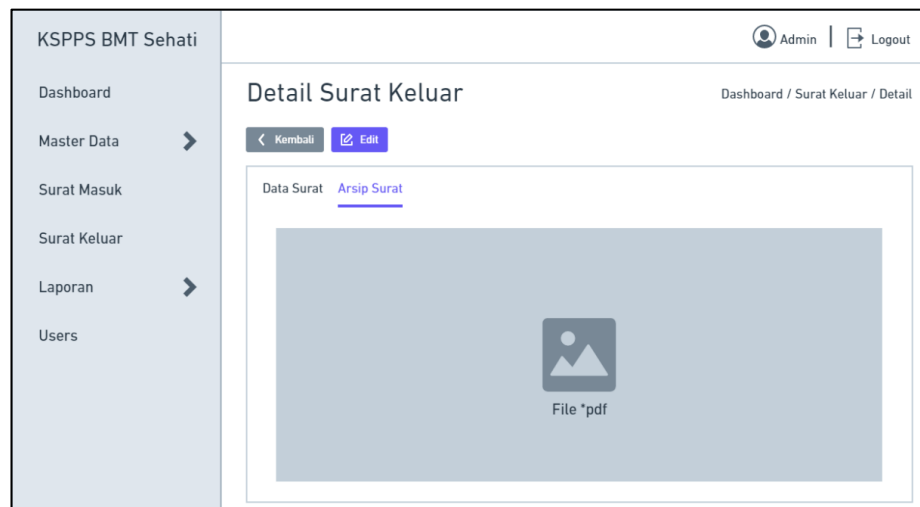 KSPPS BMT Sehati
Admin
Logout
Dashboard
Master Data
Surat Masuk
Surat Keluar
Laporan
Users
Detail Surat Keluar
Dashboard / Surat Keluar / Detail
Kembali
Edit
Data Surat
Arsip Surat
File *pdf